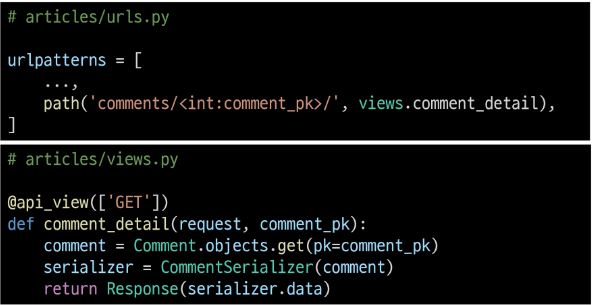 # articles/urls.py
urlpatterns = [
    ...,
    path('comments/<int:comment_pk>/', views.comment_detail),
]
# articles/views.py
@api_view(['GET'])
def comment_detail(request, comment_pk):
    comment = Comment.objects.get(pk=comment_pk)
    serializer = CommentSerializer(comment)
    return Response(serializer.data)